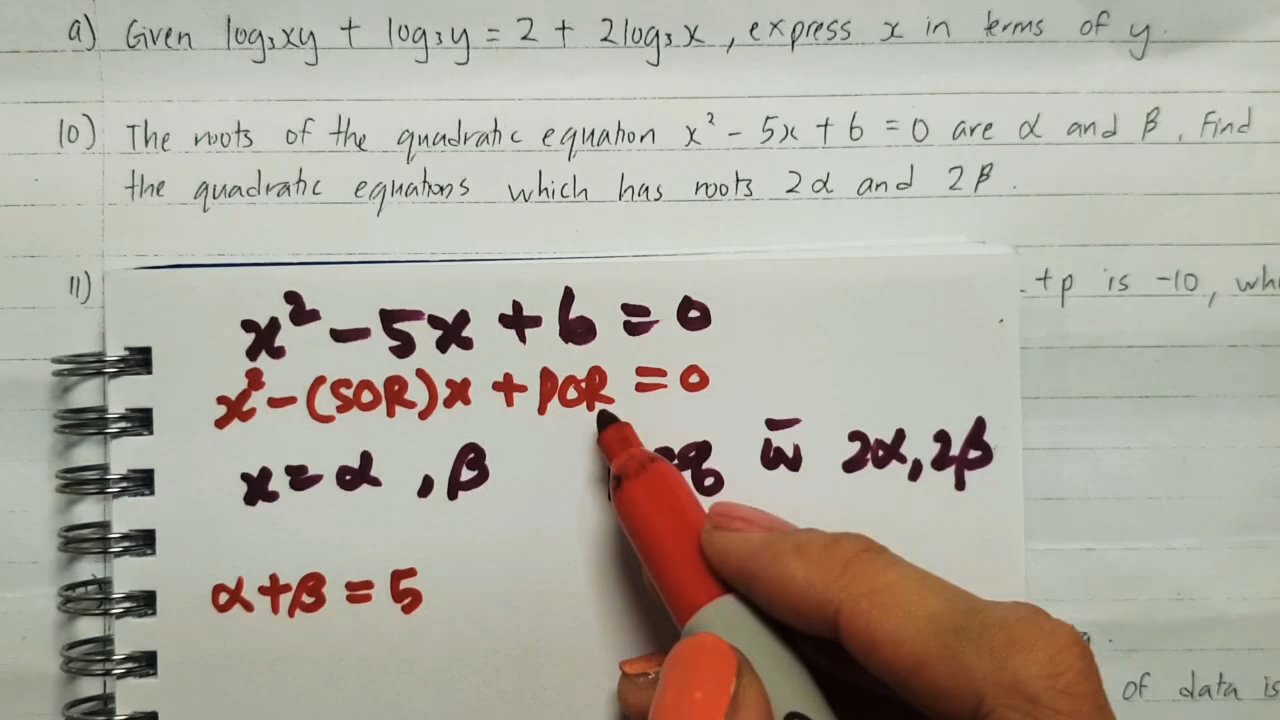 a) Given log₃xy + log₃y = 2 + 2log₃x, express x in terms of y.
10) The roots of the quadratic equation x² - 5x + 6 = 0 are α and β. Find
the quadratic equations which has roots 2α and 2β.
11) +p is -10, whe
x² - 5x + 6 = 0
x² - (SOR)x + POR = 0
x = α, β w̄ 2α, 2β
α + β = 5
of data is